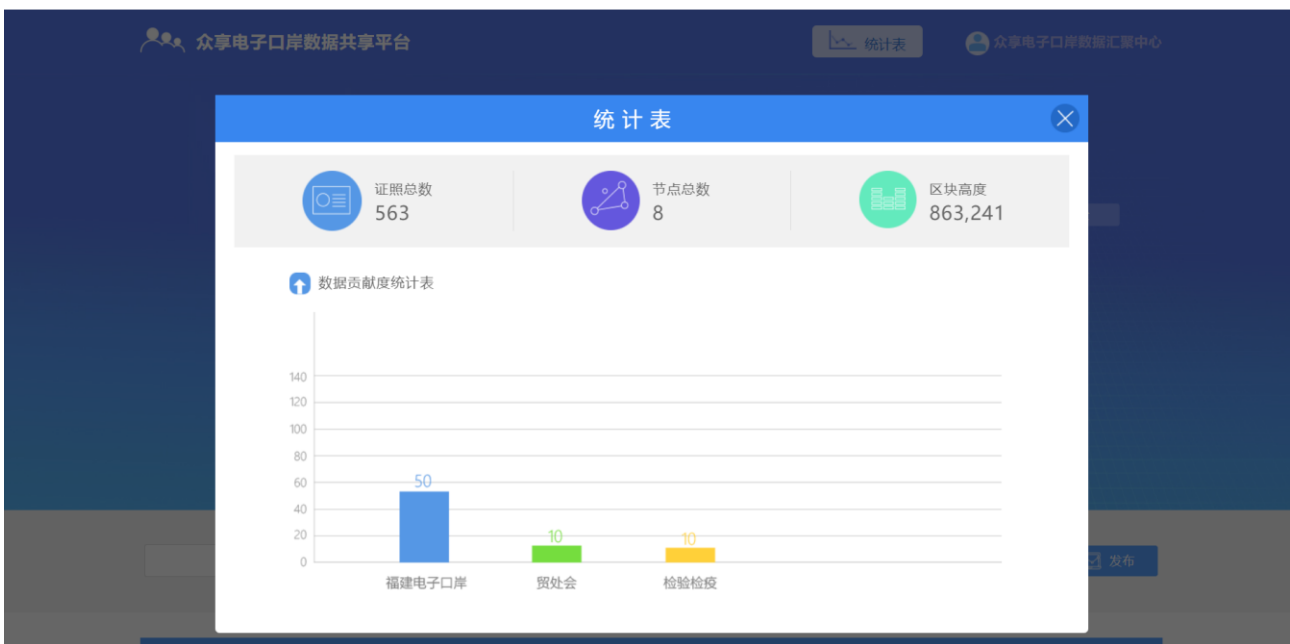 众享电子口岸数据共享平台
统计表
众享电子口岸数据汇聚中心
统计表
证照总数
563
节点总数
8
区块高度
863,241
数据贡献度统计表
140
120
100
80
60
40
20
0
50
10
10
福建电子口岸
贸处会
检验检疫
发布